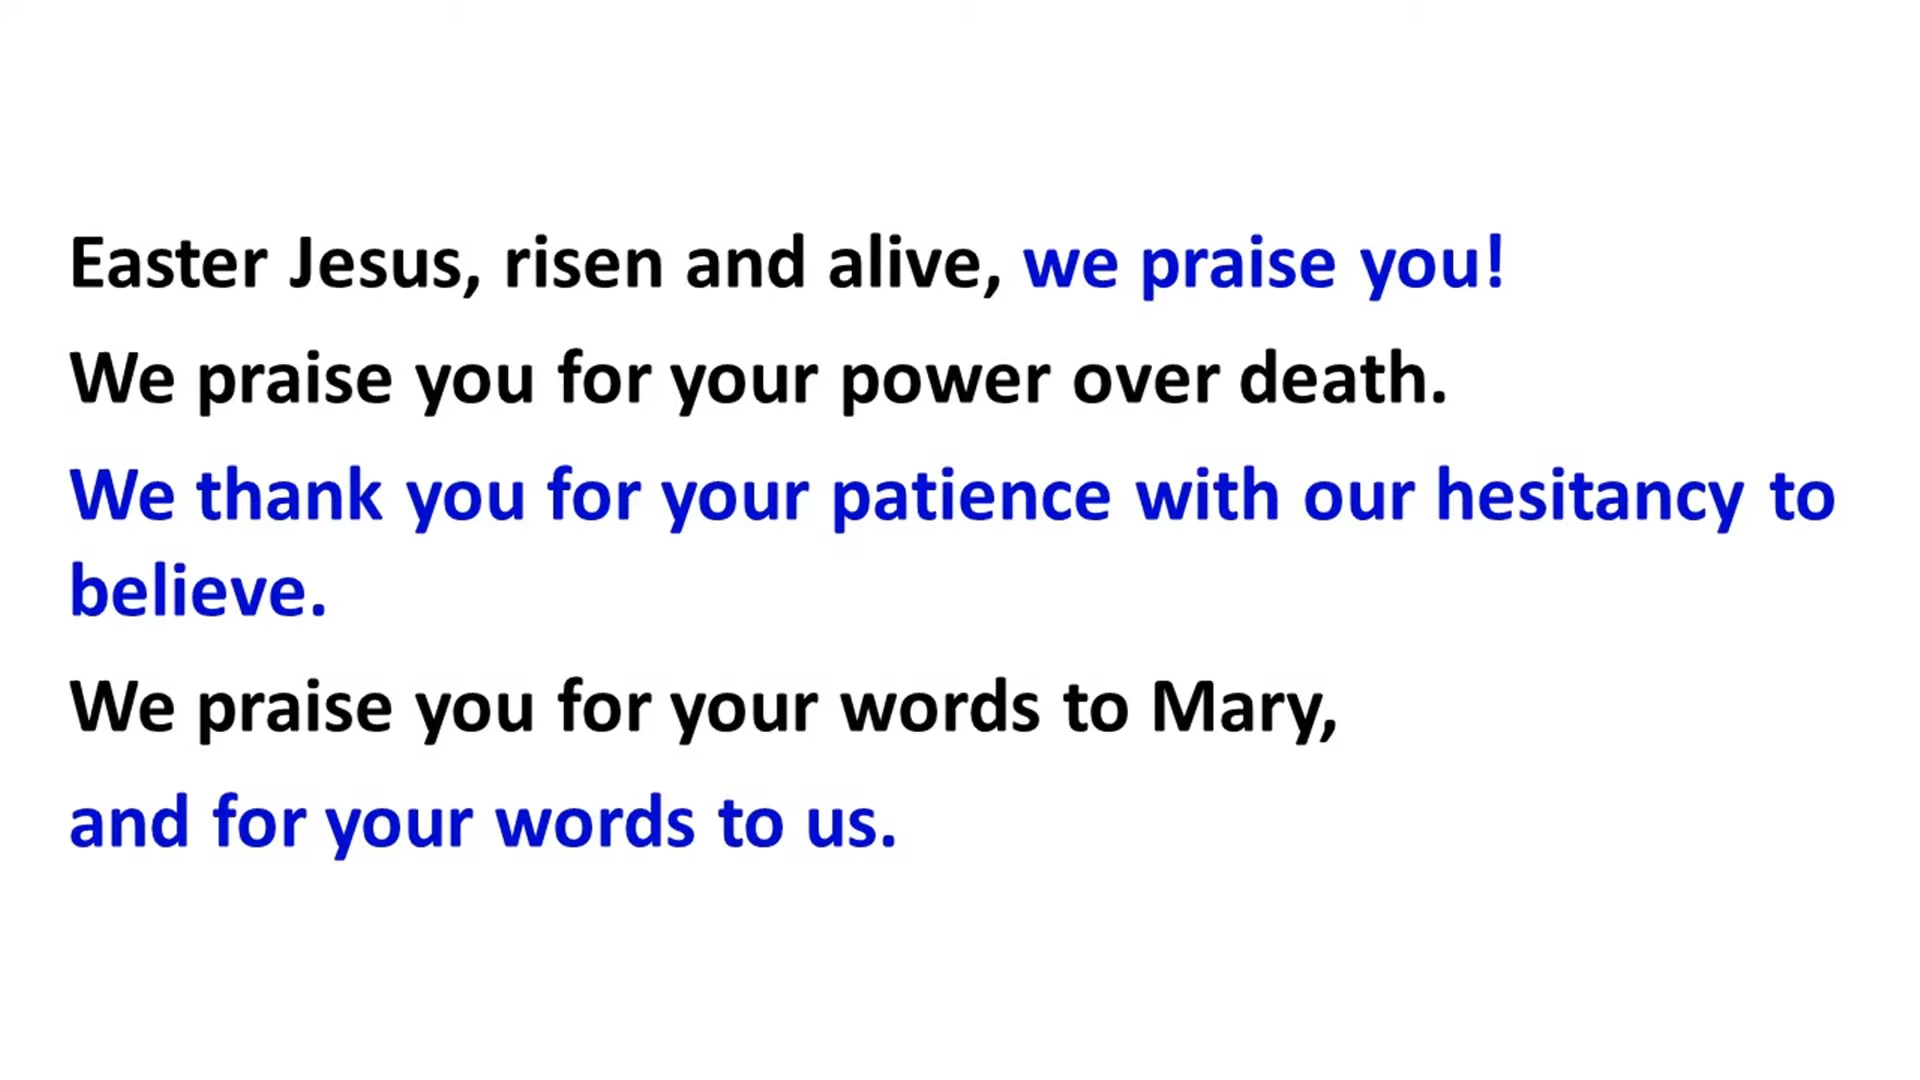 Easter Jesus, risen and alive, we praise you!
We praise you for your power over death.
We thank you for your patience with our hesitancy to
believe.
We praise you for your words to Mary,
and for your words to us.